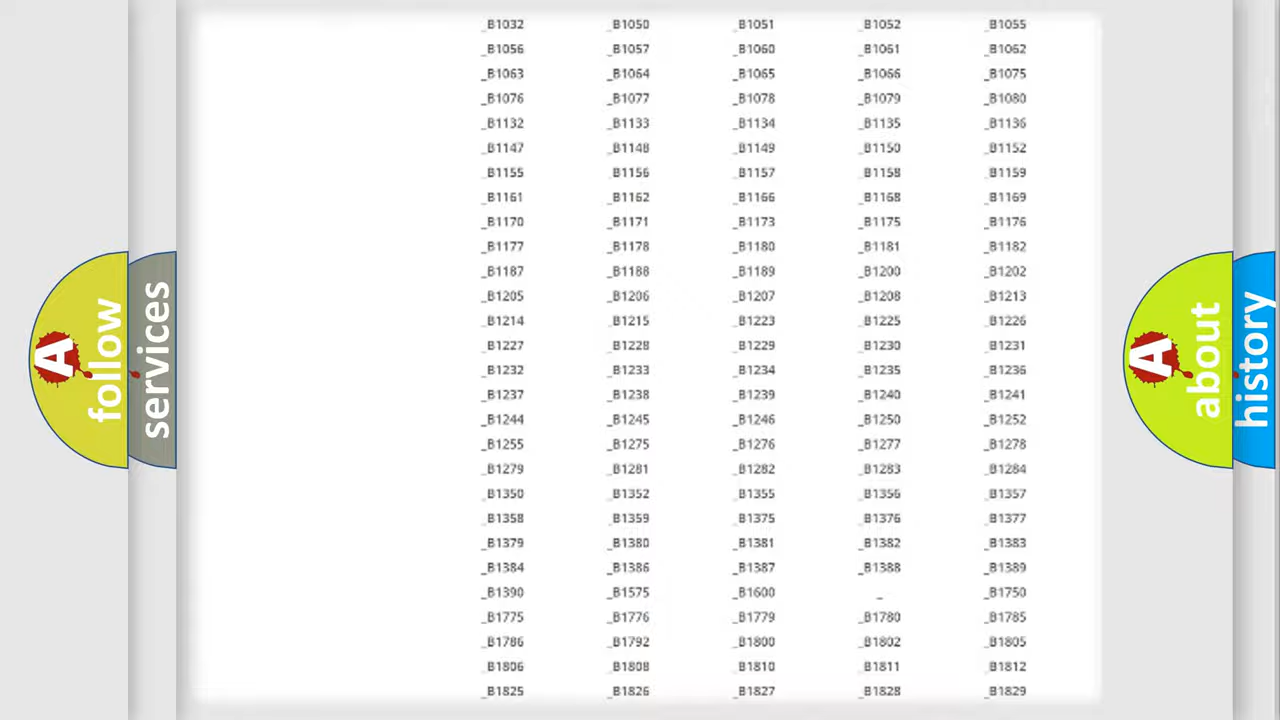 _B1032 _B1050 _B1051 _B1052 _B1055
_B1056 _B1057 _B1060 _B1061 _B1062
_B1063 _B1064 _B1065 _B1066 _B1075
_B1076 _B1077 _B1078 _B1079 _B1080
_B1132 _B1133 _B1134 _B1135 _B1136
_B1147 _B1148 _B1149 _B1150 _B1152
_B1155 _B1156 _B1157 _B1158 _B1159
_B1161 _B1162 _B1166 _B1168 _B1169
_B1170 _B1171 _B1173 _B1175 _B1176
_B1177 _B1178 _B1180 _B1181 _B1182
_B1187 _B1188 _B1189 _B1200 _B1202
_B1205 _B1206 _B1207 _B1208 _B1213
_B1214 _B1215 _B1223 _B1225 _B1226
_B1227 _B1228 _B1229 _B1230 _B1231
_B1232 _B1233 _B1234 _B1235 _B1236
_B1237 _B1238 _B1239 _B1240 _B1241
_B1244 _B1245 _B1246 _B1250 _B1252
_B1255 _B1275 _B1276 _B1277 _B1278
_B1279 _B1281 _B1282 _B1283 _B1284
_B1350 _B1352 _B1355 _B1356 _B1357
_B1358 _B1359 _B1375 _B1376 _B1377
_B1379 _B1380 _B1381 _B1382 _B1383
_B1384 _B1386 _B1387 _B1388 _B1389
_B1390 _B1575 _B1600 _ _B1750
_B1775 _B1776 _B1779 _B1780 _B1785
_B1786 _B1792 _B1800 _B1802 _B1805
_B1806 _B1808 _B1810 _B1811 _B1812
_B1825 _B1826 _B1827 _B1828 _B1829
A follow
services
A about
history